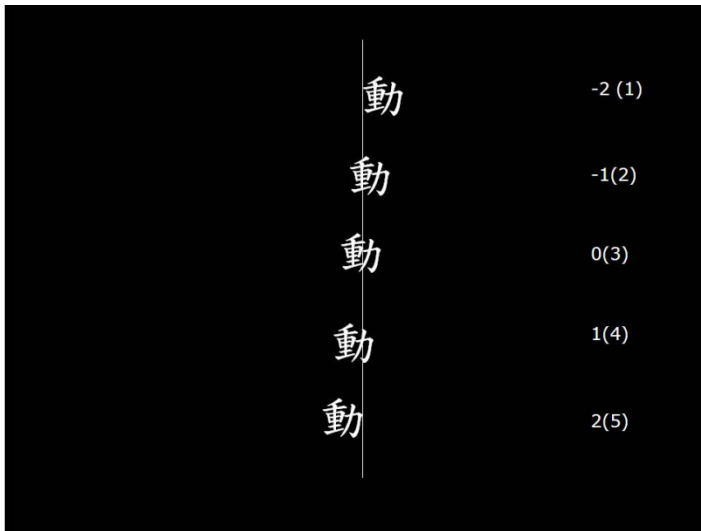 動 -2 (1)
動 -1(2)
動 0(3)
動 1(4)
動 2(5)